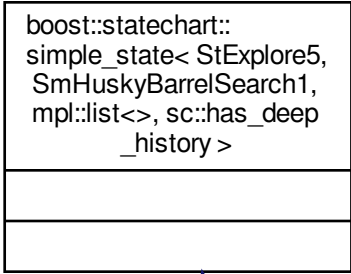 boost::statechart::
simple_state< StExplore5,
SmHuskyBarrelSearch1,
mpl::list<>, sc::has_deep
_history >